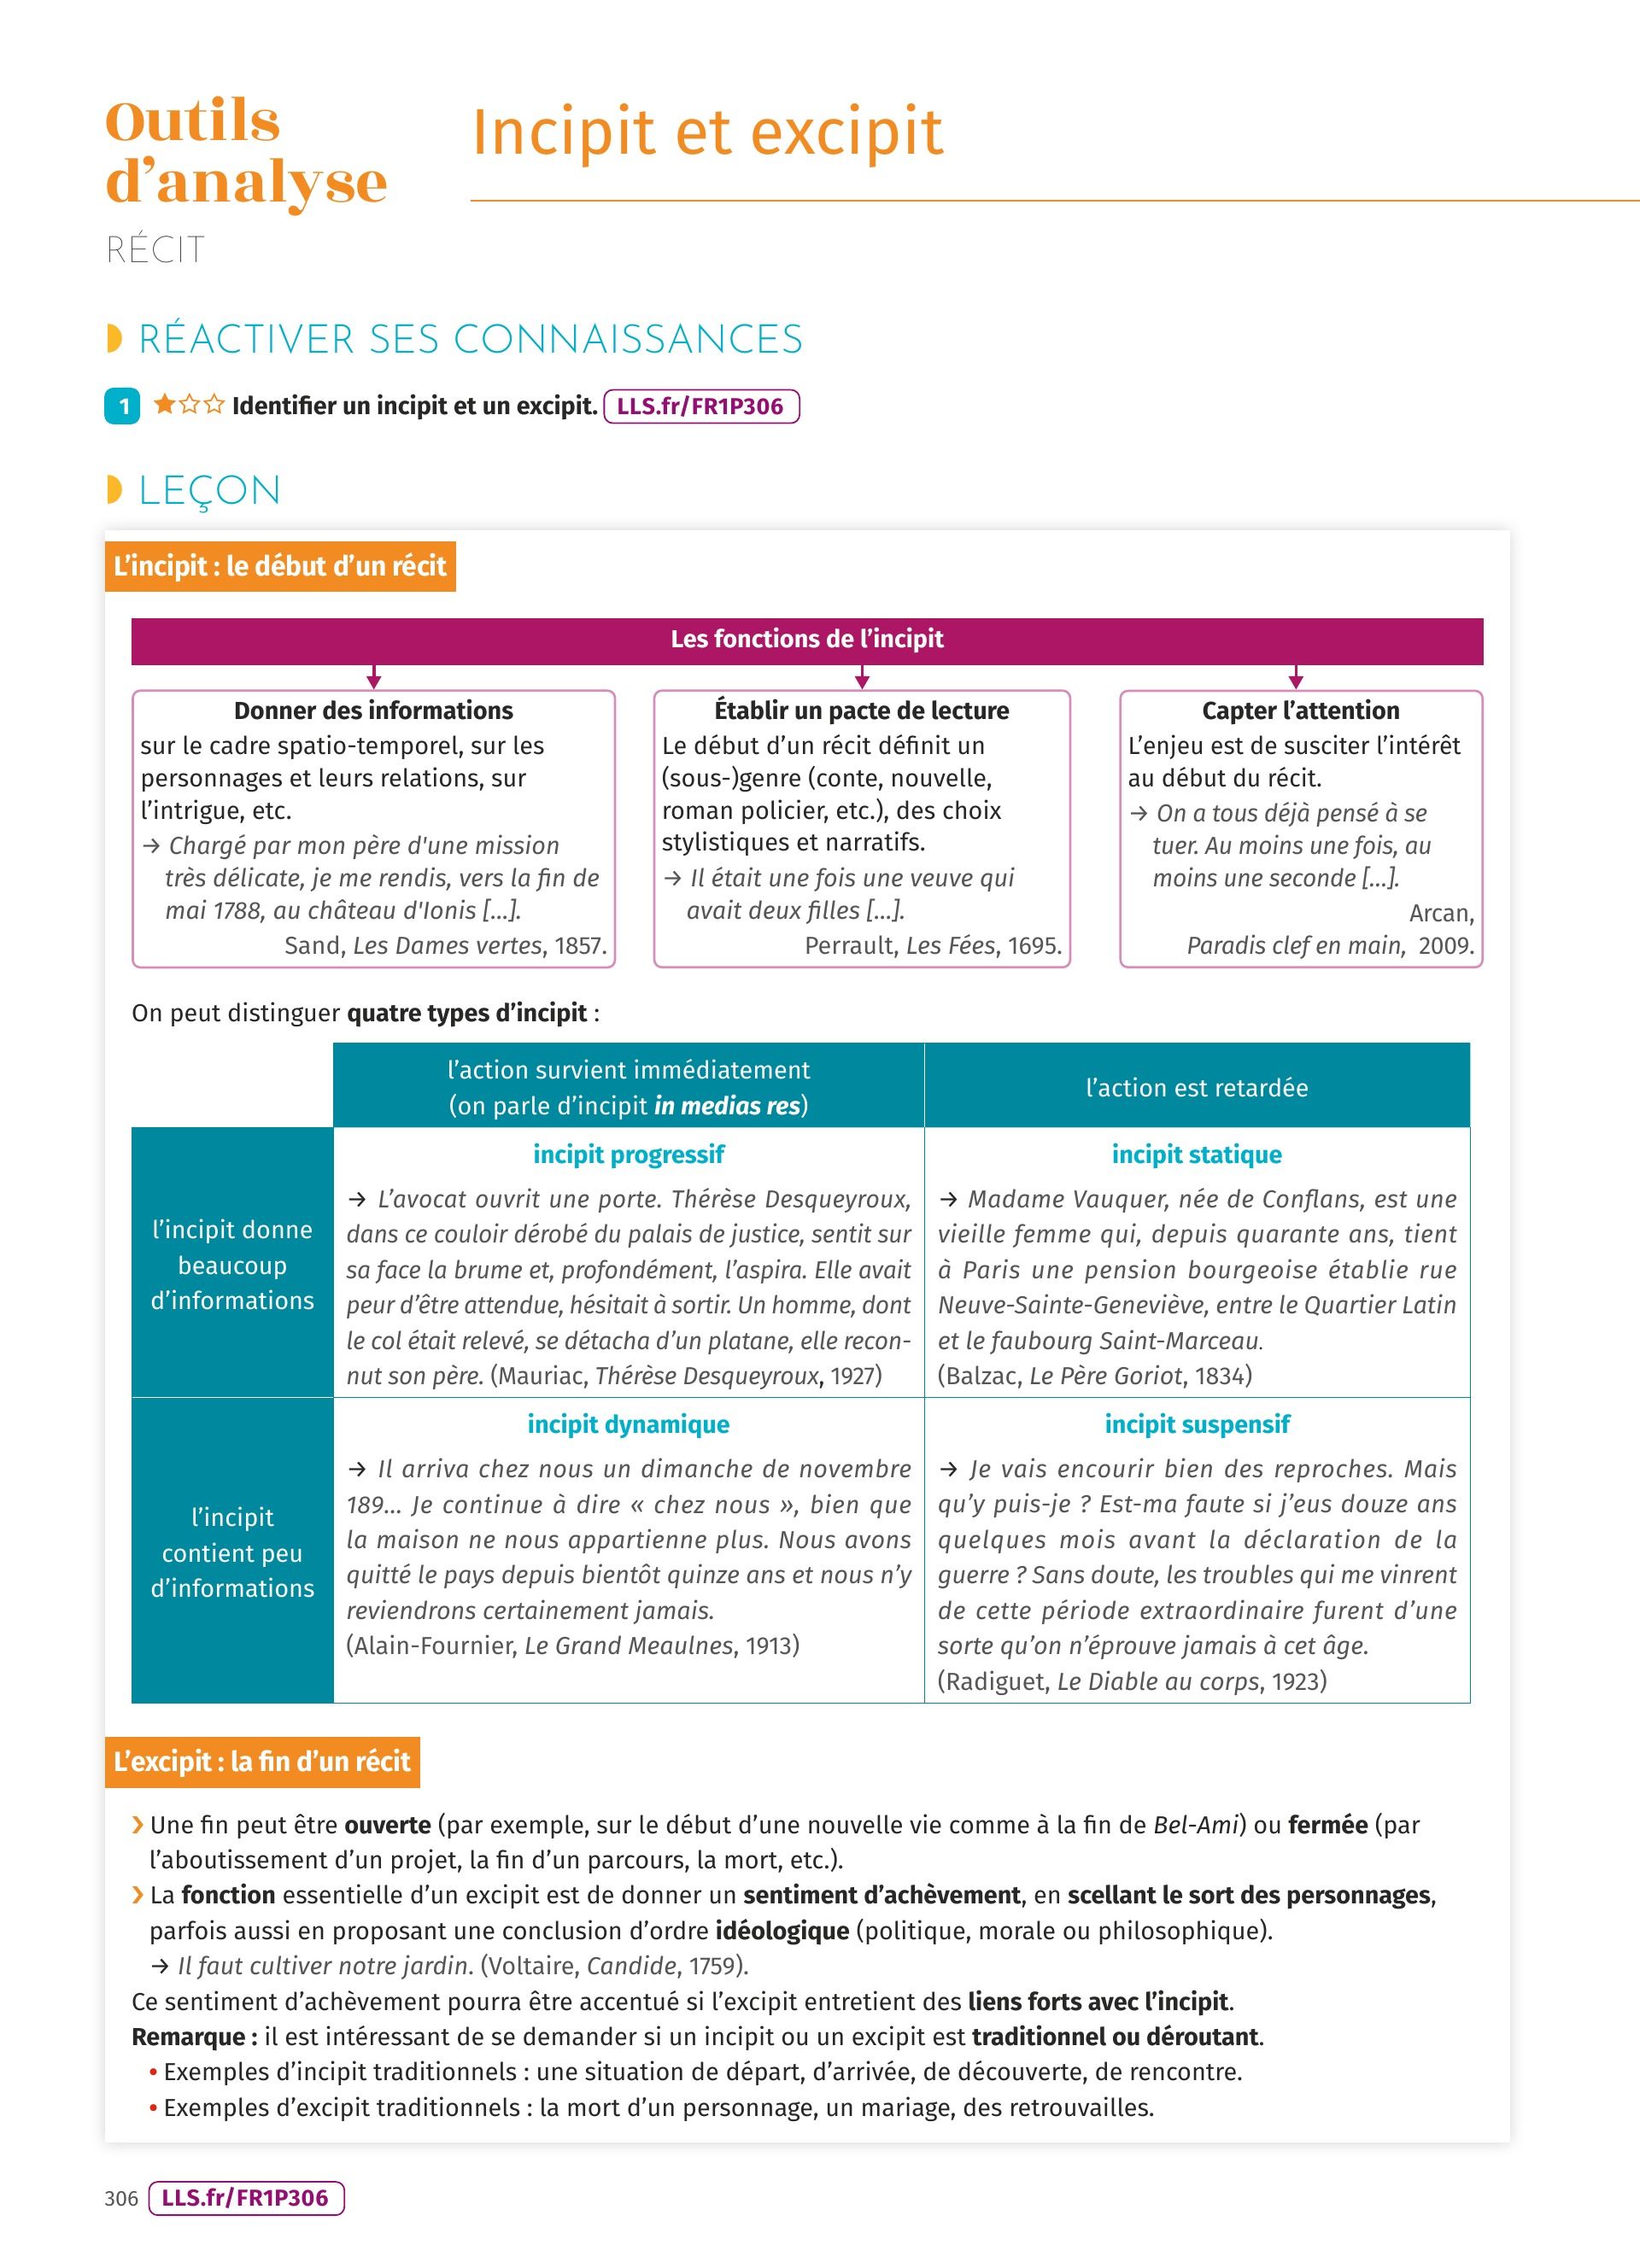 Outils
d’analyse
RÉCIT
Incipit et excipit
RÉACTIVER SES CONNAISSANCES
1 Identifier un incipit et un excipit. LLS.fr/FR1P306
LEÇON
L’incipit : le début d’un récit
Les fonctions de l’incipit
Donner des informations
sur le cadre spatio-temporel, sur les
personnages et leurs relations, sur
l’intrigue, etc.
→ Chargé par mon père d'une mission
très délicate, je me rendis, vers la fin de
mai 1788, au château d'Ionis [...].
Sand, Les Dames vertes, 1857.
Établir un pacte de lecture
Le début d’un récit définit un
(sous-)genre (conte, nouvelle,
roman policier, etc.), des choix
stylistiques et narratifs.
→ Il était une fois une veuve qui
avait deux filles [...].
Perrault, Les Fées, 1695.
Capter l’attention
L’enjeu est de susciter l’intérêt
au début du récit.
→ On a tous déjà pensé à se
tuer. Au moins une fois, au
moins une seconde [...].
Arcan,
Paradis clef en main, 2009.
On peut distinguer quatre types d’incipit :
l’action survient immédiatement
(on parle d’incipit in medias res)
l’action est retardée
l’incipit donne
beaucoup
d’informations
incipit progressif
→ L’avocat ouvrit une porte. Thérèse Desqueyroux,
dans ce couloir dérobé du palais de justice, sentit sur
sa face la brume et, profondément, l’aspira. Elle avait
peur d’être attendue, hésitait à sortir. Un homme, dont
le col était relevé, se détacha d’un platane, elle recon-
nut son père. (Mauriac, Thérèse Desqueyroux, 1927)
incipit statique
→ Madame Vauquer, née de Conflans, est une
vieille femme qui, depuis quarante ans, tient
à Paris une pension bourgeoise établie rue
Neuve-Sainte-Geneviève, entre le Quartier Latin
et le faubourg Saint-Marceau.
(Balzac, Le Père Goriot, 1834)
l’incipit
contient peu
d’informations
incipit dynamique
→ Il arriva chez nous un dimanche de novembre
189... Je continue à dire « chez nous », bien que
la maison ne nous appartienne plus. Nous avons
quitté le pays depuis bientôt quinze ans et nous n’y
reviendrons certainement jamais.
(Alain-Fournier, Le Grand Meaulnes, 1913)
incipit suspensif
→ Je vais encourir bien des reproches. Mais
qu’y puis-je ? Est-ma faute si j’eus douze ans
quelques mois avant la déclaration de la
guerre ? Sans doute, les troubles qui me vinrent
de cette période extraordinaire furent d’une
sorte qu’on n’éprouve jamais à cet âge.
(Radiguet, Le Diable au corps, 1923)
L’excipit : la fin d’un récit
❯ Une fin peut être ouverte (par exemple, sur le début d’une nouvelle vie comme à la fin de Bel-Ami) ou fermée (par
l’aboutissement d’un projet, la fin d’un parcours, la mort, etc.).
❯ La fonction essentielle d’un excipit est de donner un sentiment d’achèvement, en scellant le sort des personnages,
parfois aussi en proposant une conclusion d’ordre idéologique (politique, morale ou philosophique).
→ Il faut cultiver notre jardin. (Voltaire, Candide, 1759).
Ce sentiment d’achèvement pourra être accentué si l’excipit entretient des liens forts avec l’incipit.
Remarque : il est intéressant de se demander si un incipit ou un excipit est traditionnel ou déroutant.
• Exemples d’incipit traditionnels : une situation de départ, d’arrivée, de découverte, de rencontre.
• Exemples d’excipit traditionnels : la mort d’un personnage, un mariage, des retrouvailles.
306 LLS.fr/FR1P306